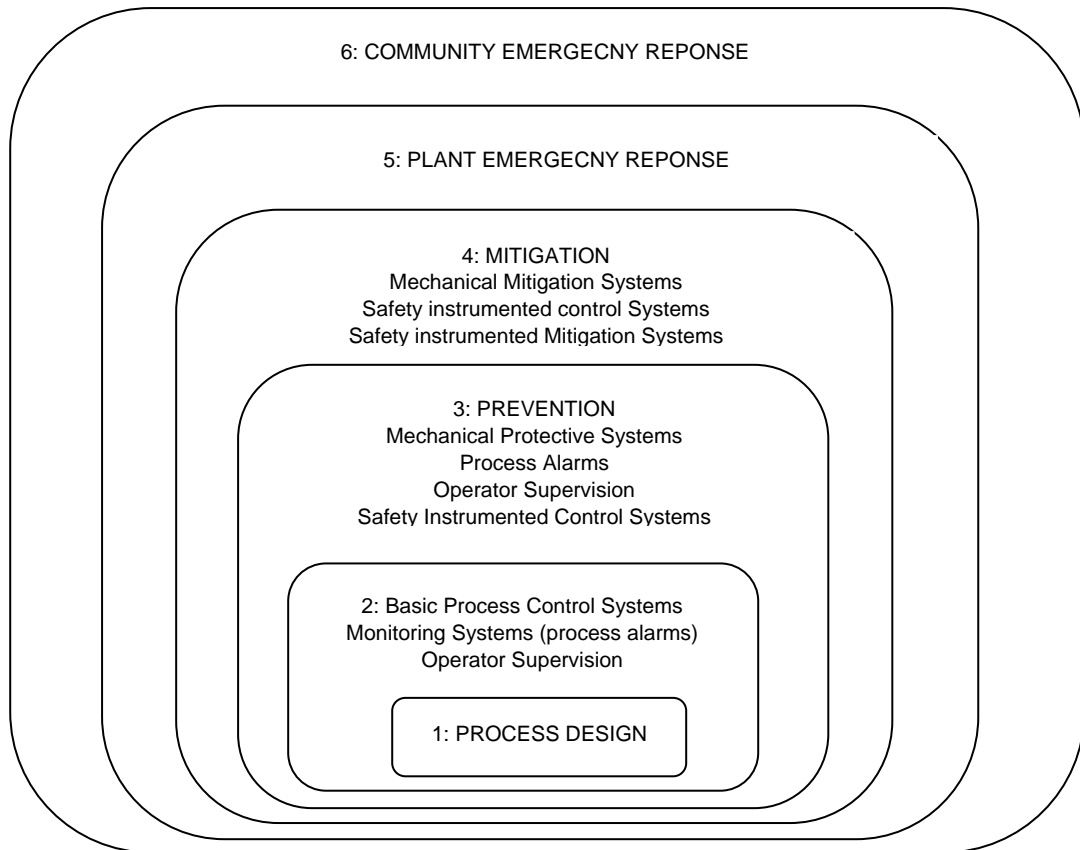 6: COMMUNITY EMERGECNY REPONSE
5: PLANT EMERGECNY REPONSE
4: MITIGATION
Mechanical Mitigation Systems
Safety instrumented control Systems
Safety instrumented Mitigation Systems
3: PREVENTION
Mechanical Protective Systems
Process Alarms
Operator Supervision
Safety Instrumented Control Systems
2: Basic Process Control Systems
Monitoring Systems (process alarms)
Operator Supervision
1: PROCESS DESIGN